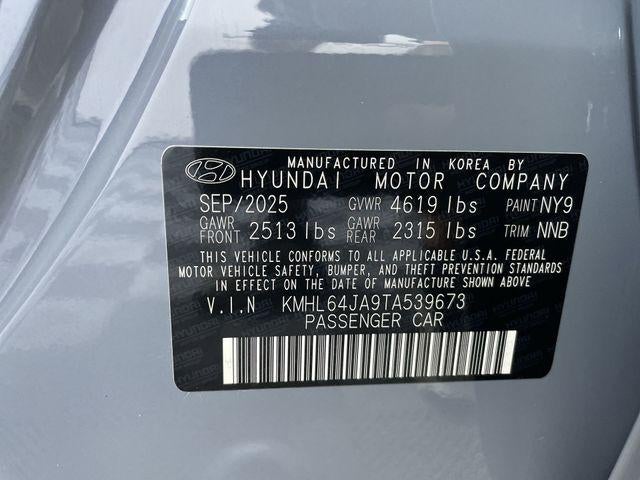 MANUFACTURED IN KOREA BY
HYUNDAI MOTOR COMPANY
SEP/2025 GVWR 4619 lbs PAINT NY9
GAWR FRONT 2513 lbs GAWR REAR 2315 lbs TRIM NNB
THIS VEHICLE CONFORMS TO ALL APPLICABLE U.S.A. FEDERAL
MOTOR VEHICLE SAFETY, BUMPER, AND THEFT PREVENTION STANDARDS
IN EFFECT ON THE DATE OF MANUFACTURE SHOWN ABOVE
V.I.N KMHL64JA9TA539673
PASSENGER CAR